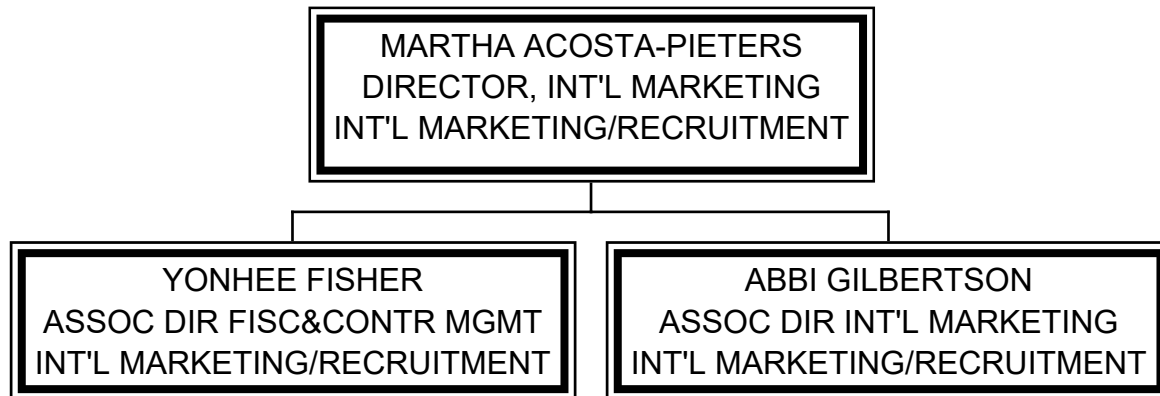 MARTHA ACOSTA-PIETERS
DIRECTOR, INT'L MARKETING
INT'L MARKETING/RECRUITMENT
YONHEE FISHER
ASSOC DIR FISC&CONTR MGMT
INT'L MARKETING/RECRUITMENT
ABBI GILBERTSON
ASSOC DIR INT'L MARKETING
INT'L MARKETING/RECRUITMENT